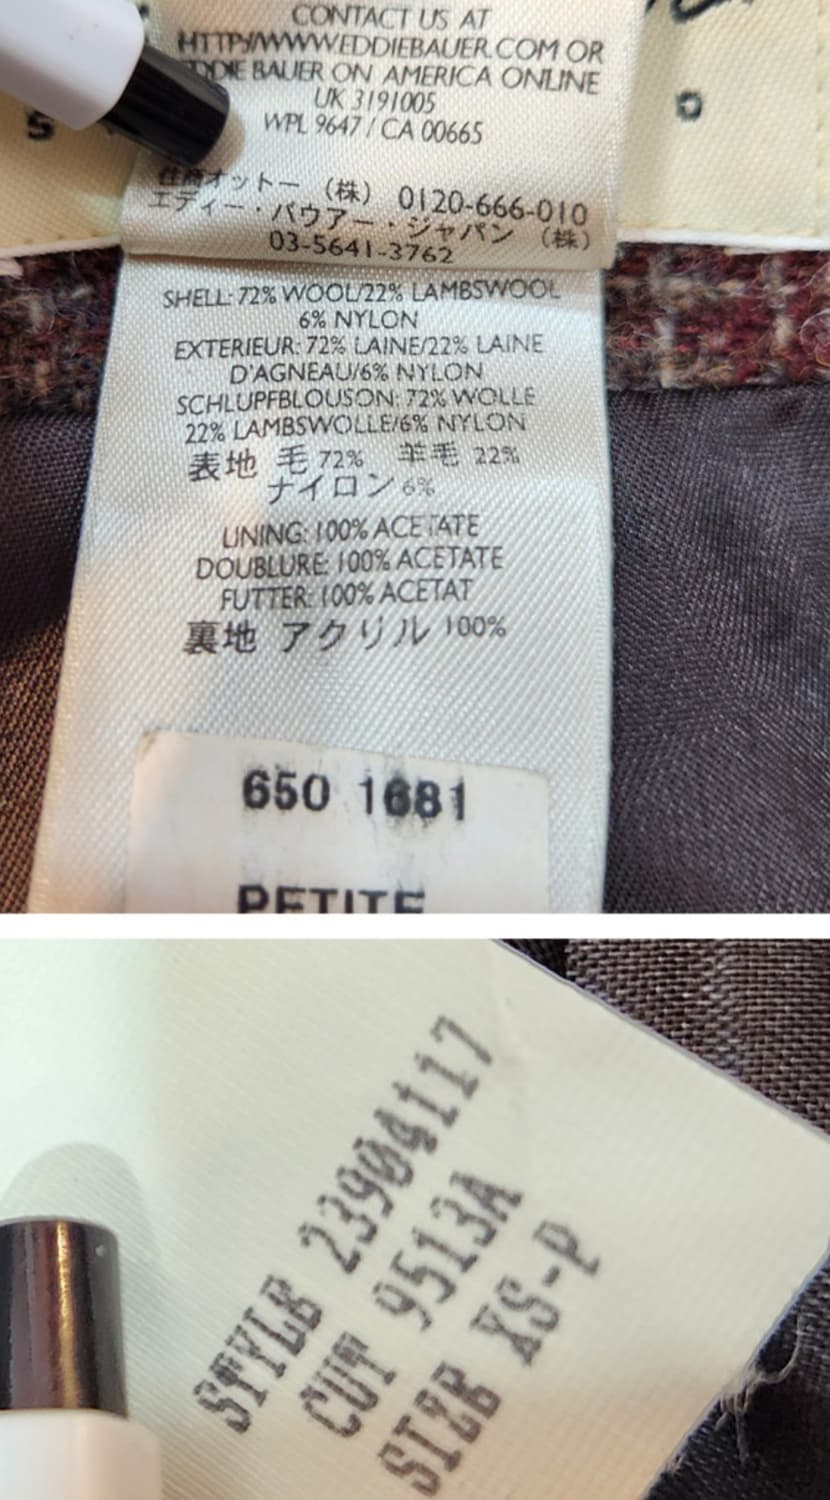 CONTACT US AT
HTTP://WWW.EDDIEBAUER.COM OR
EDDIE BAUER ON AMERICA ONLINE
UK 3191005
WPL 9647 / CA 00665
住商オットー (株) 0120-666-010
エディー・バウアー・ジャパン (株)
03-5641-3762
SHELL: 72% WOOL/22% LAMBSWOOL
6% NYLON
EXTERIEUR: 72% LAINE/22% LAINE
D'AGNEAU/6% NYLON
SCHLUPFBLOUSON: 72% WOLLE
22% LAMBSWOLLE/6% NYLON
表地 毛 72% 羊毛 22%
ナイロン 6%
LINING: 100% ACETATE
DOUBLURE: 100% ACETATE
FUTTER: 100% ACETAT
裏地 アクリル 100%
650 1681
PETITE
STYLE 23904117
CUT 9513A
SIZE XS-P